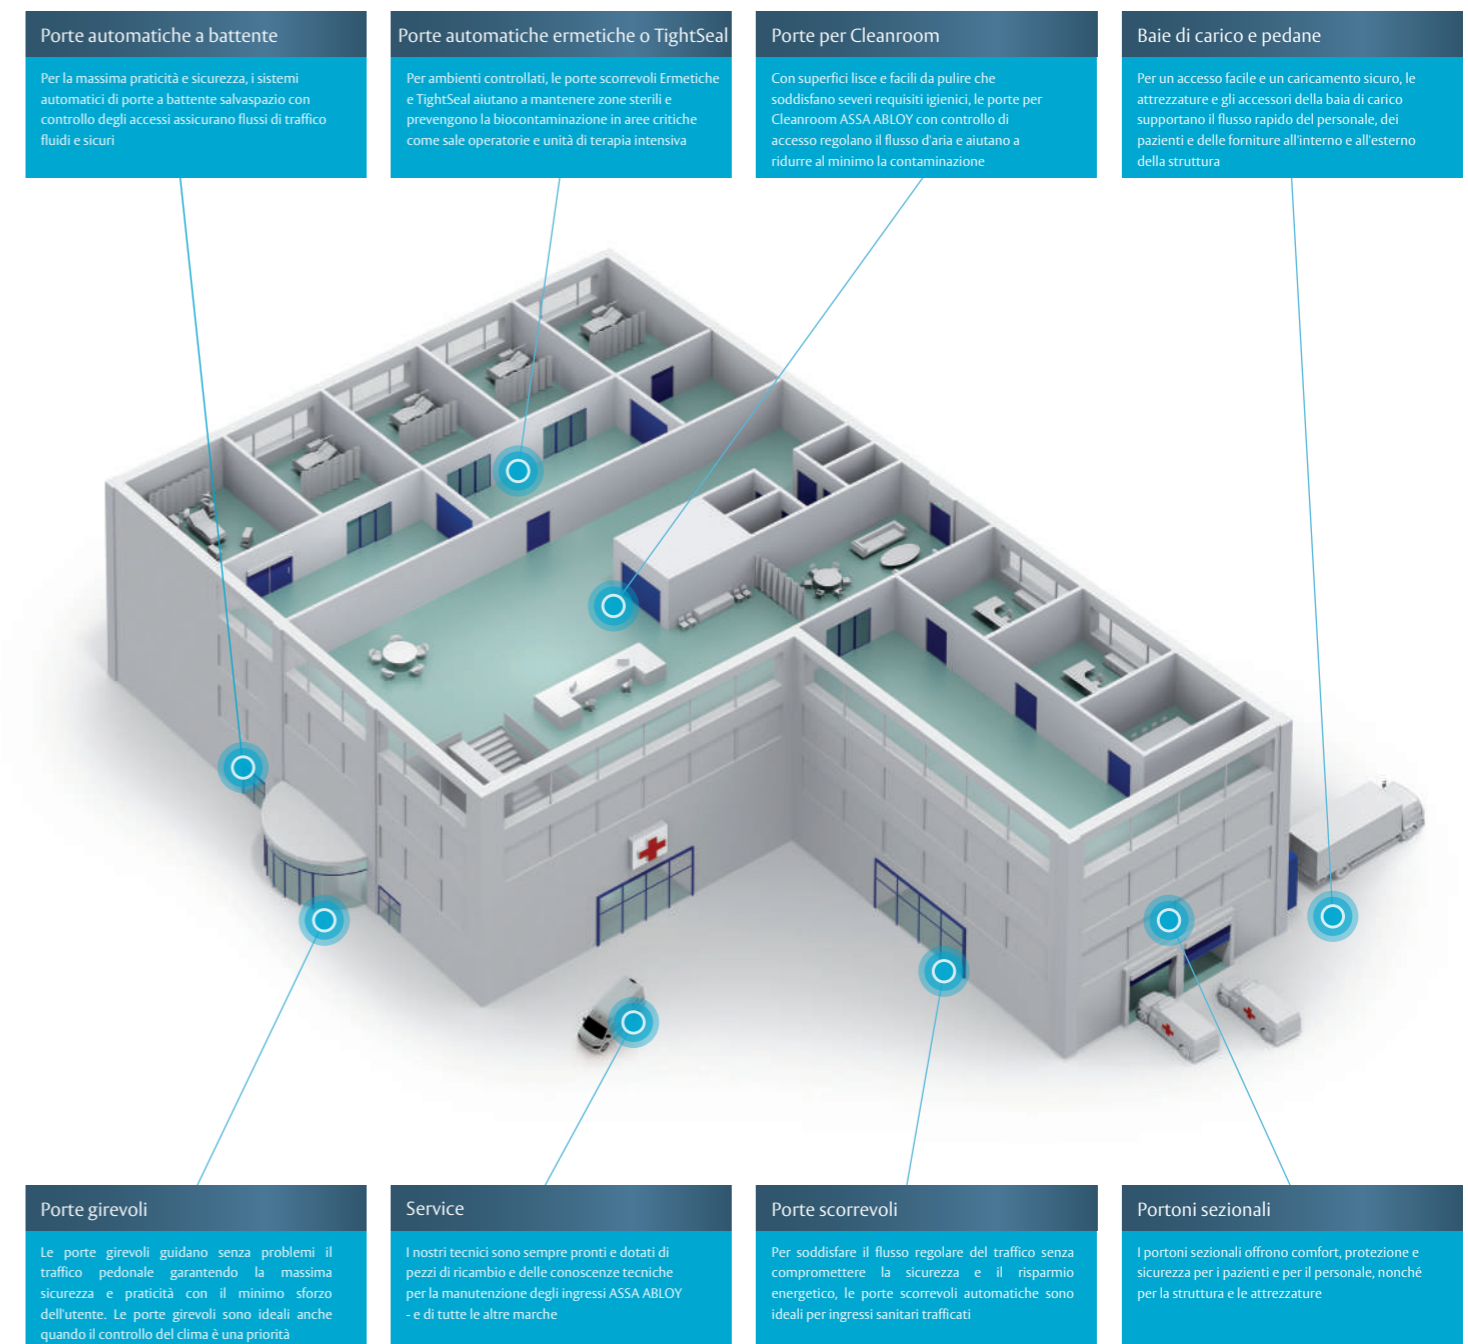 Porte automatiche a battente
Per la massima praticità e sicurezza, i sistemi
automatici di porte a battente salvaspazio con
controllo degli accessi assicurano flussi di traffico
fluidi e sicuri
Porte automatiche ermetiche o TightSeal
Per ambienti controllati, le porte scorrevoli Ermetiche
e TightSeal aiutano a mantenere zone sterili e
prevengono la biocontaminazione in aree critiche
come sale operatorie e unità di terapia intensiva
Porte per Cleanroom
Con superfici lisce e facili da pulire che
soddisfano severi requisiti igienici, le porte per
Cleanroom ASSA ABLOY con controllo di
accesso regolano il flusso d'aria e aiutano a
ridurre al minimo la contaminazione
Baie di carico e pedane
Per un accesso facile e un caricamento sicuro, le
attrezzature e gli accessori della baia di carico
supportano il flusso rapido del personale, dei
pazienti e delle forniture all'interno e all'esterno
della struttura
Porte girevoli
Le porte girevoli guidano senza problemi il
traffico pedonale garantendo la massima
sicurezza e praticità con il minimo sforzo
dell'utente. Le porte girevoli sono ideali anche
quando il controllo del clima è una priorità
Service
I nostri tecnici sono sempre pronti e dotati di
pezzi di ricambio e delle conoscenze tecniche
per la manutenzione degli ingressi ASSA ABLOY
- e di tutte le altre marche
Porte scorrevoli
Per soddisfare il flusso regolare del traffico senza
compromettere la sicurezza e il risparmio
energetico, le porte scorrevoli automatiche sono
ideali per ingressi sanitari trafficati
Portoni sezionali
I portoni sezionali offrono comfort, protezione e
sicurezza per i pazienti e per il personale, nonché
per la struttura e le attrezzature